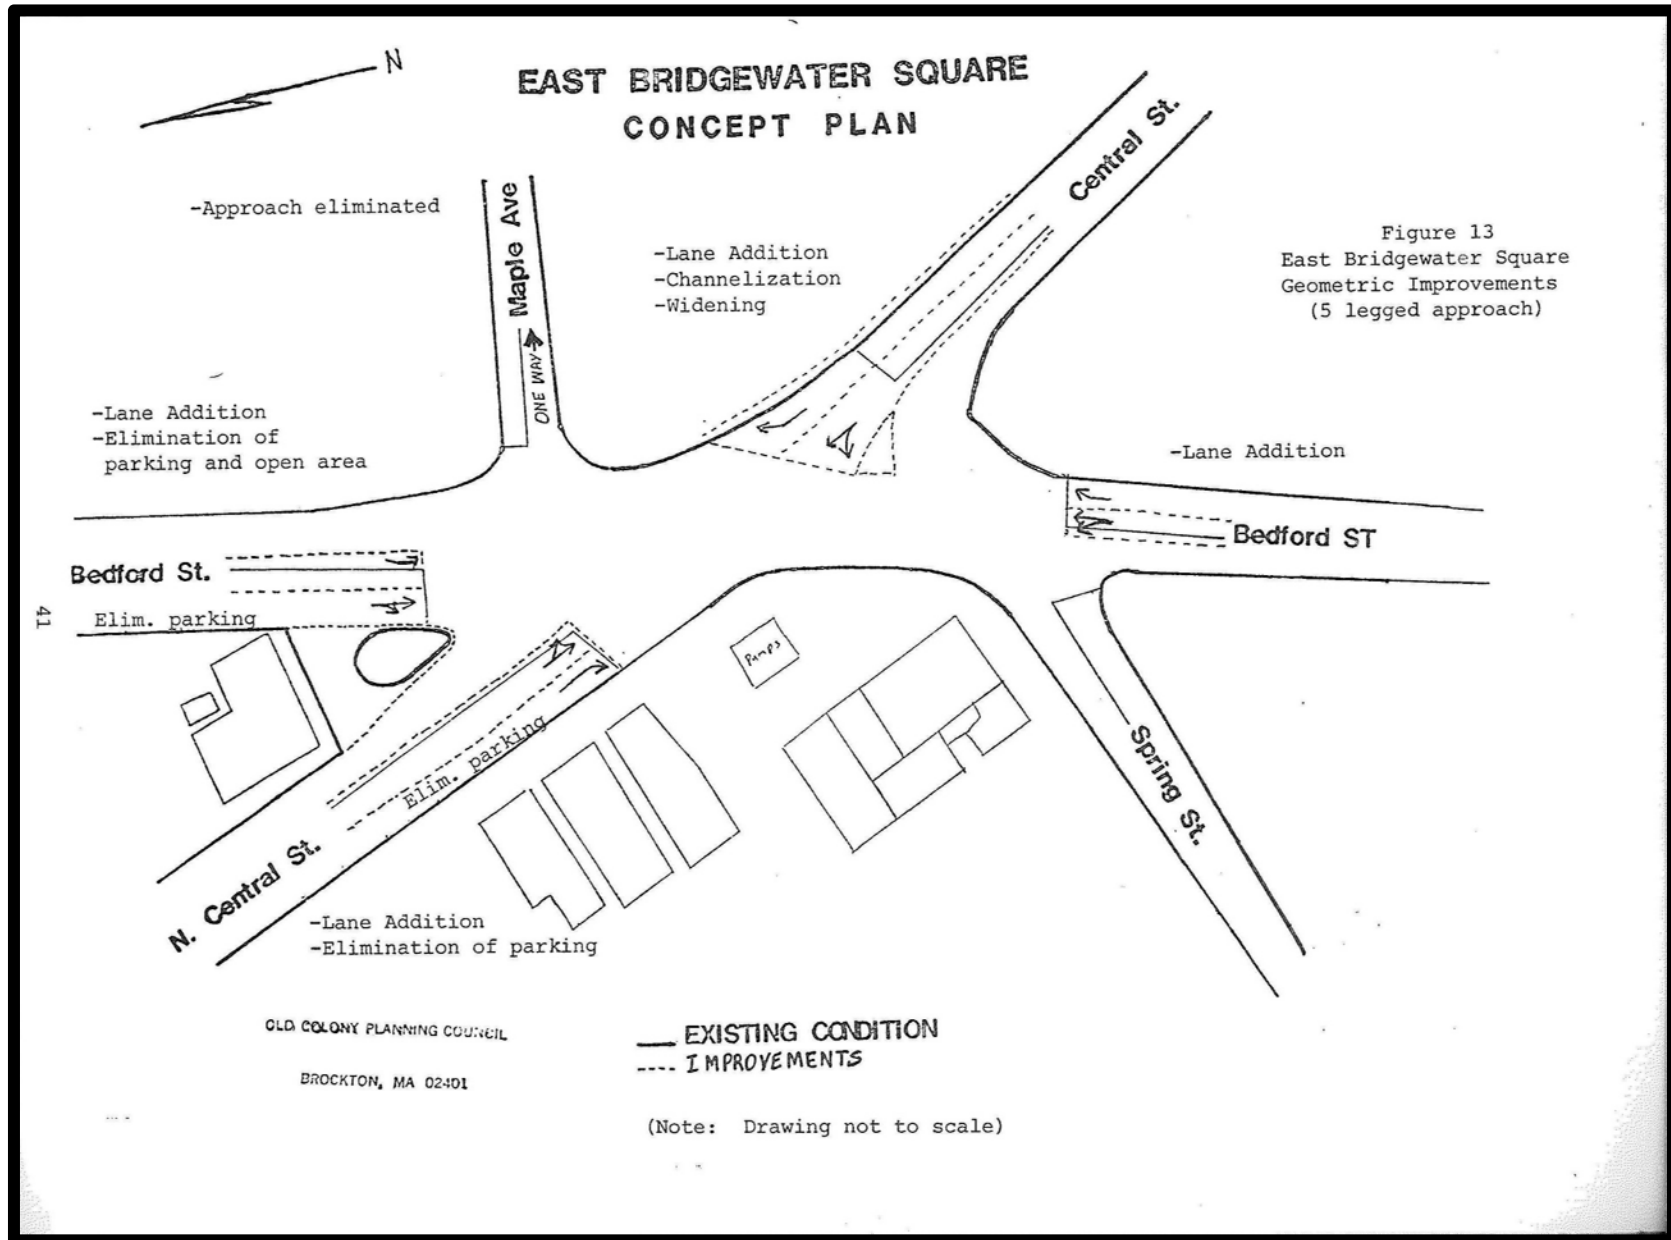 N
EAST BRIDGEWATER SQUARE
CONCEPT PLAN
Central St.
-Approach eliminated
Maple Ave
ONE WAY
-Lane Addition
-Channelization
-Widening
Figure 13
East Bridgewater Square
Geometric Improvements
(5 legged approach)
-Lane Addition
-Elimination of
parking and open area
-Lane Addition
Bedford ST
Bedford St.
Elim. parking
41
Pumps
Elim. parking
Spring St.
N. Central St.
-Lane Addition
-Elimination of parking
OLD COLONY PLANNING COUNCIL
BROCKTON, MA 02401
EXISTING CONDITION
IMPROVEMENTS
(Note: Drawing not to scale)